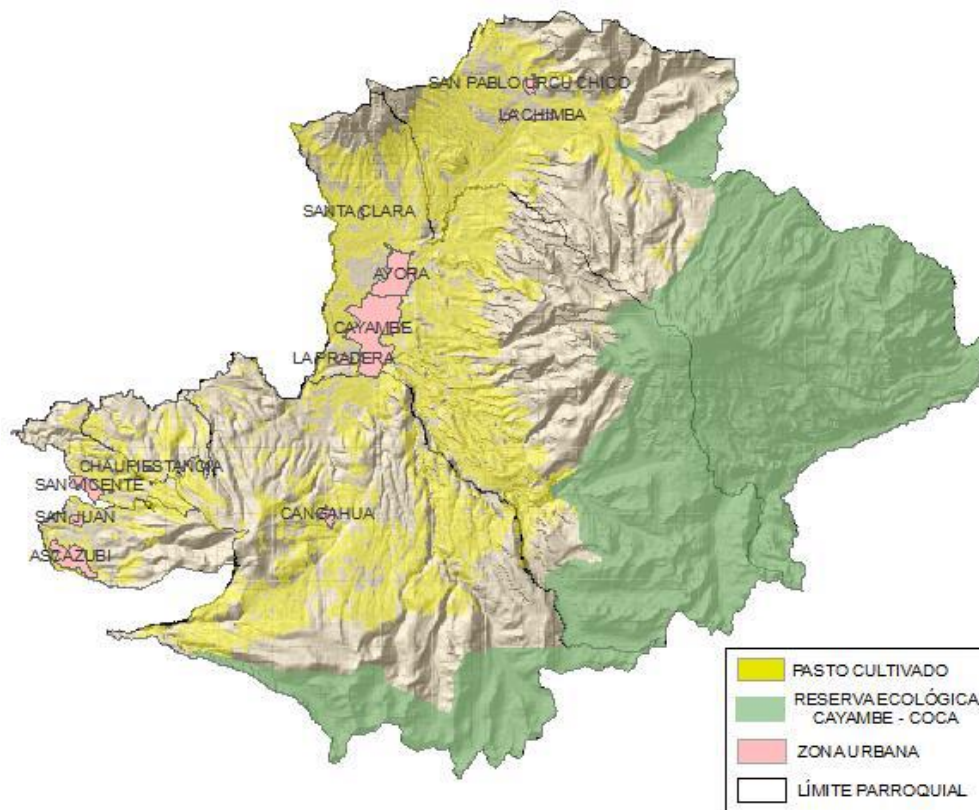 SAN PABLO URCU CHICO
LA CHIMBA
SANTA CLARA
AYORA
CAYAMBE
LA PRADERA
CHAUPIESTANCIA
SAN VICENTE
SAN JUAN
CANGAHUA
ASCAZUBI
PASTO CULTIVADO
RESERVA ECOLÓGICA
CAYAMBE - COCA
ZONA URBANA
LÍMITE PARROQUIAL